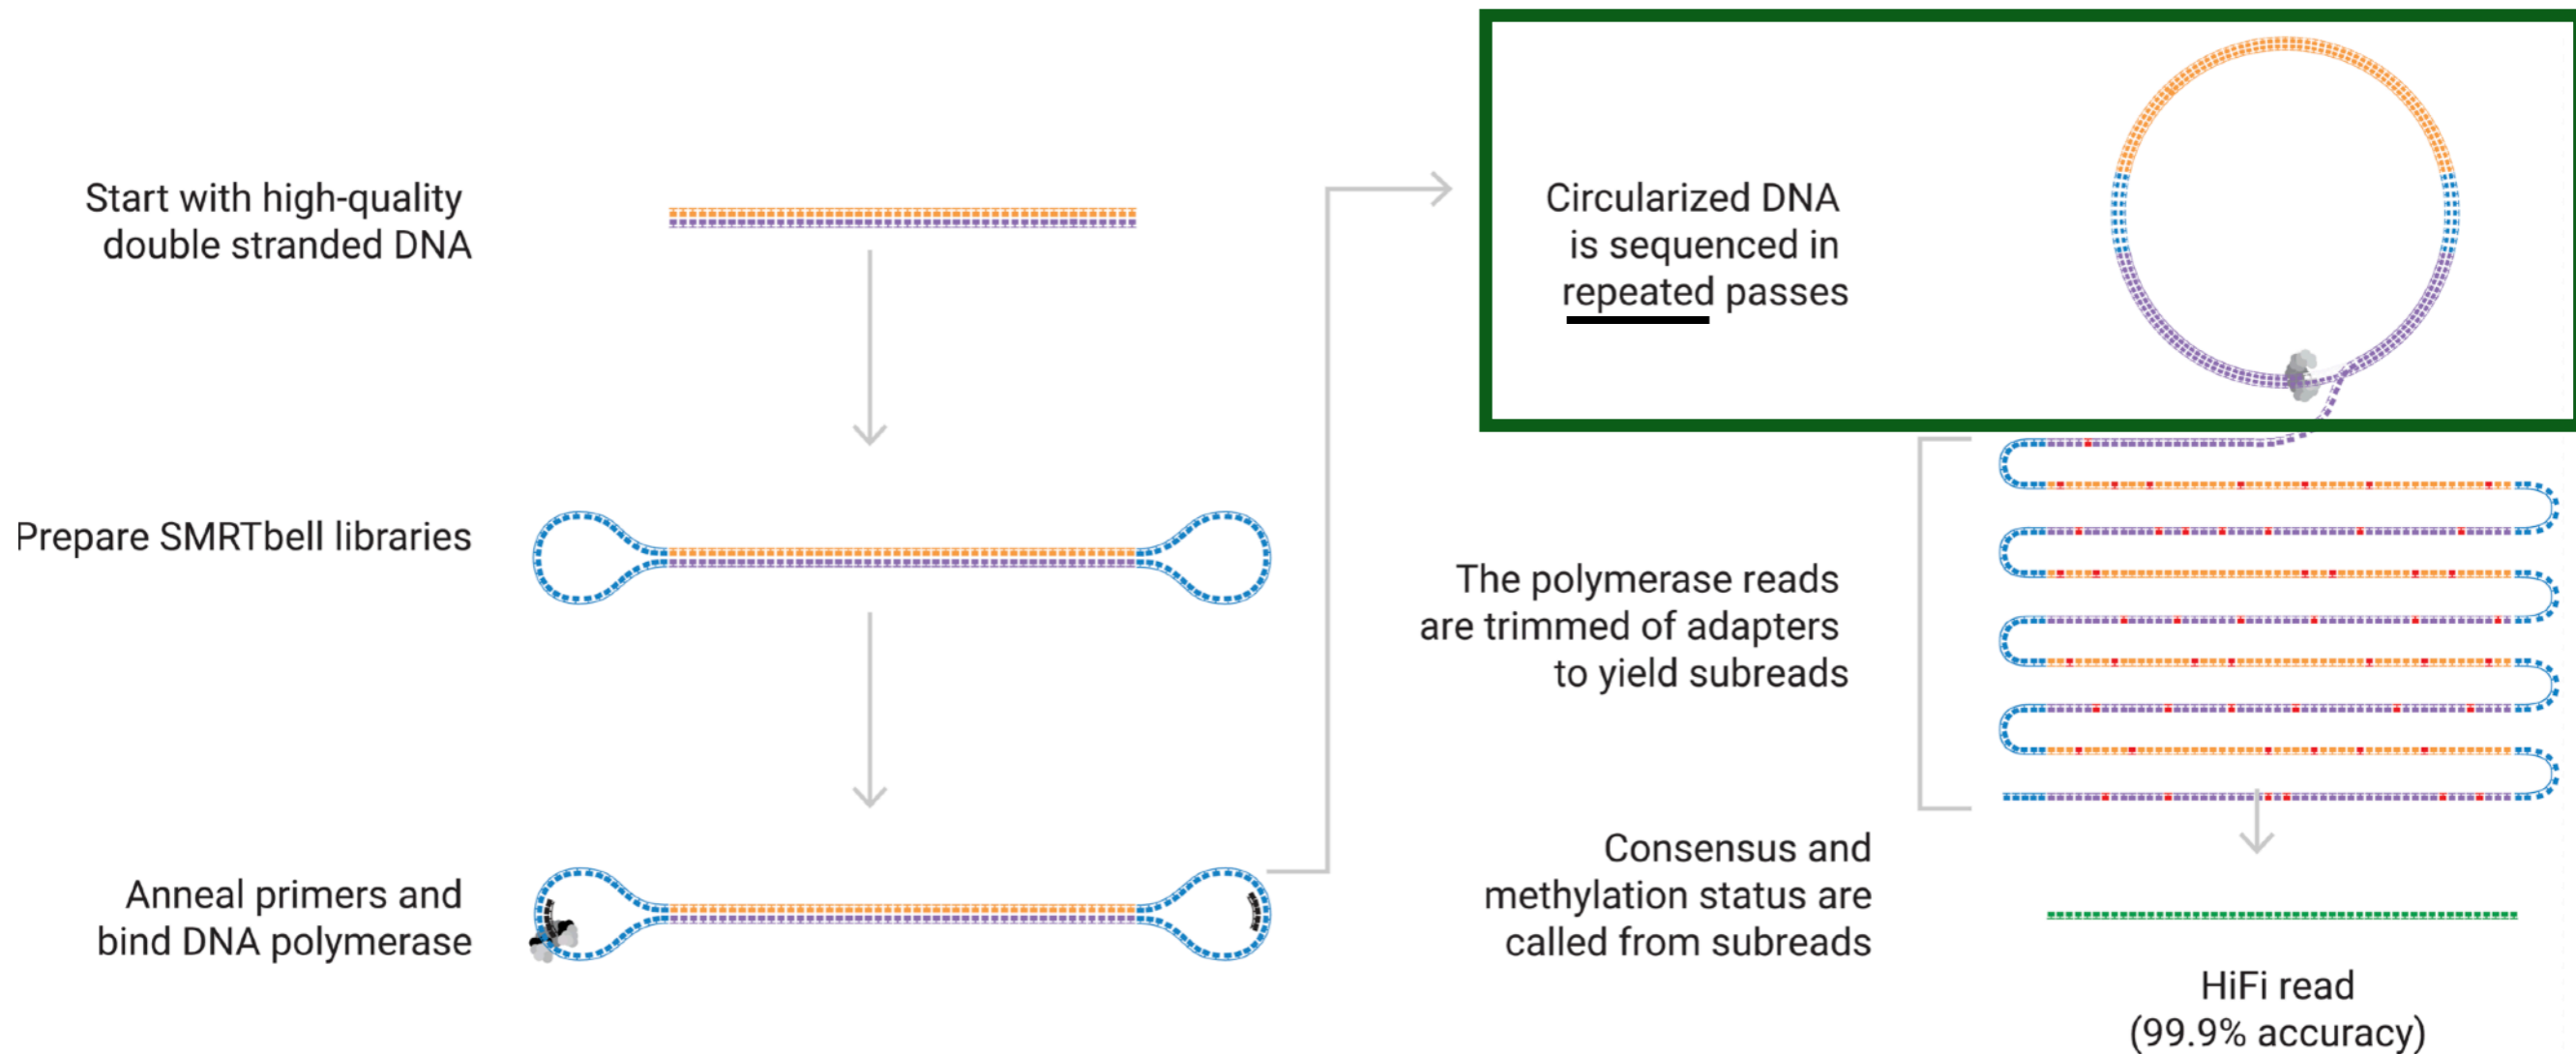 Start with high-quality
double stranded DNA
Prepare SMRTbell libraries
Anneal primers and
bind DNA polymerase
Circularized DNA
is sequenced in
repeated passes
The polymerase reads
are trimmed of adapters
to yield subreads
Consensus and
methylation status are
called from subreads
HiFi read
(99.9% accuracy)